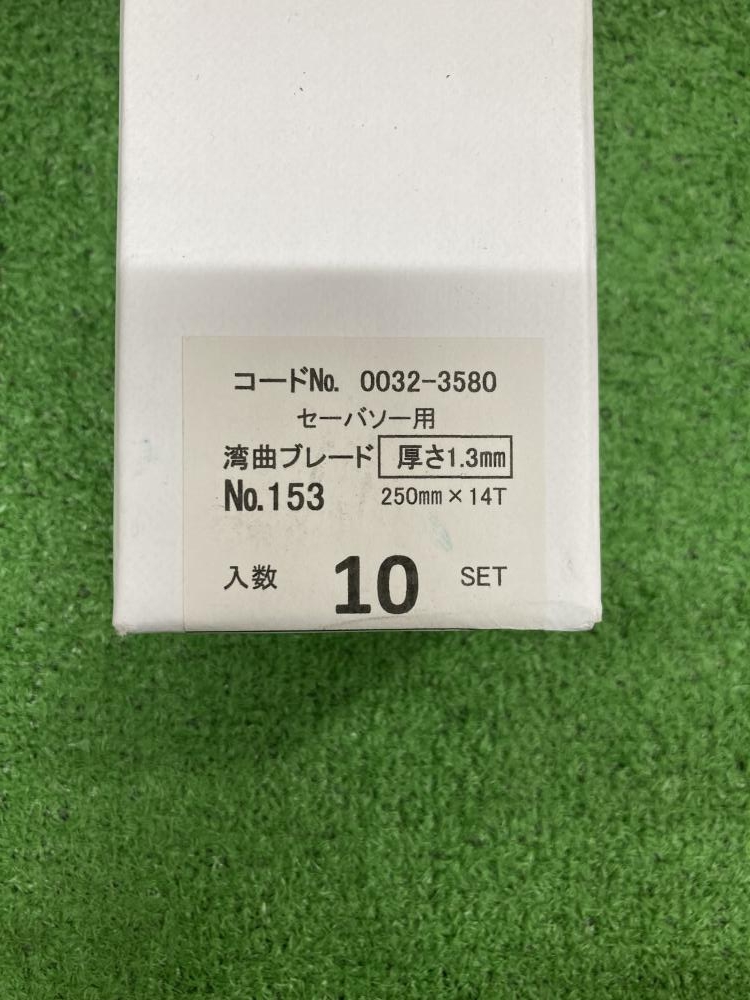 コードNo. 0032-3580
セーバソー用
湾曲ブレード 厚さ1.3mm
No.153 250mm×14T
入数 10 SET